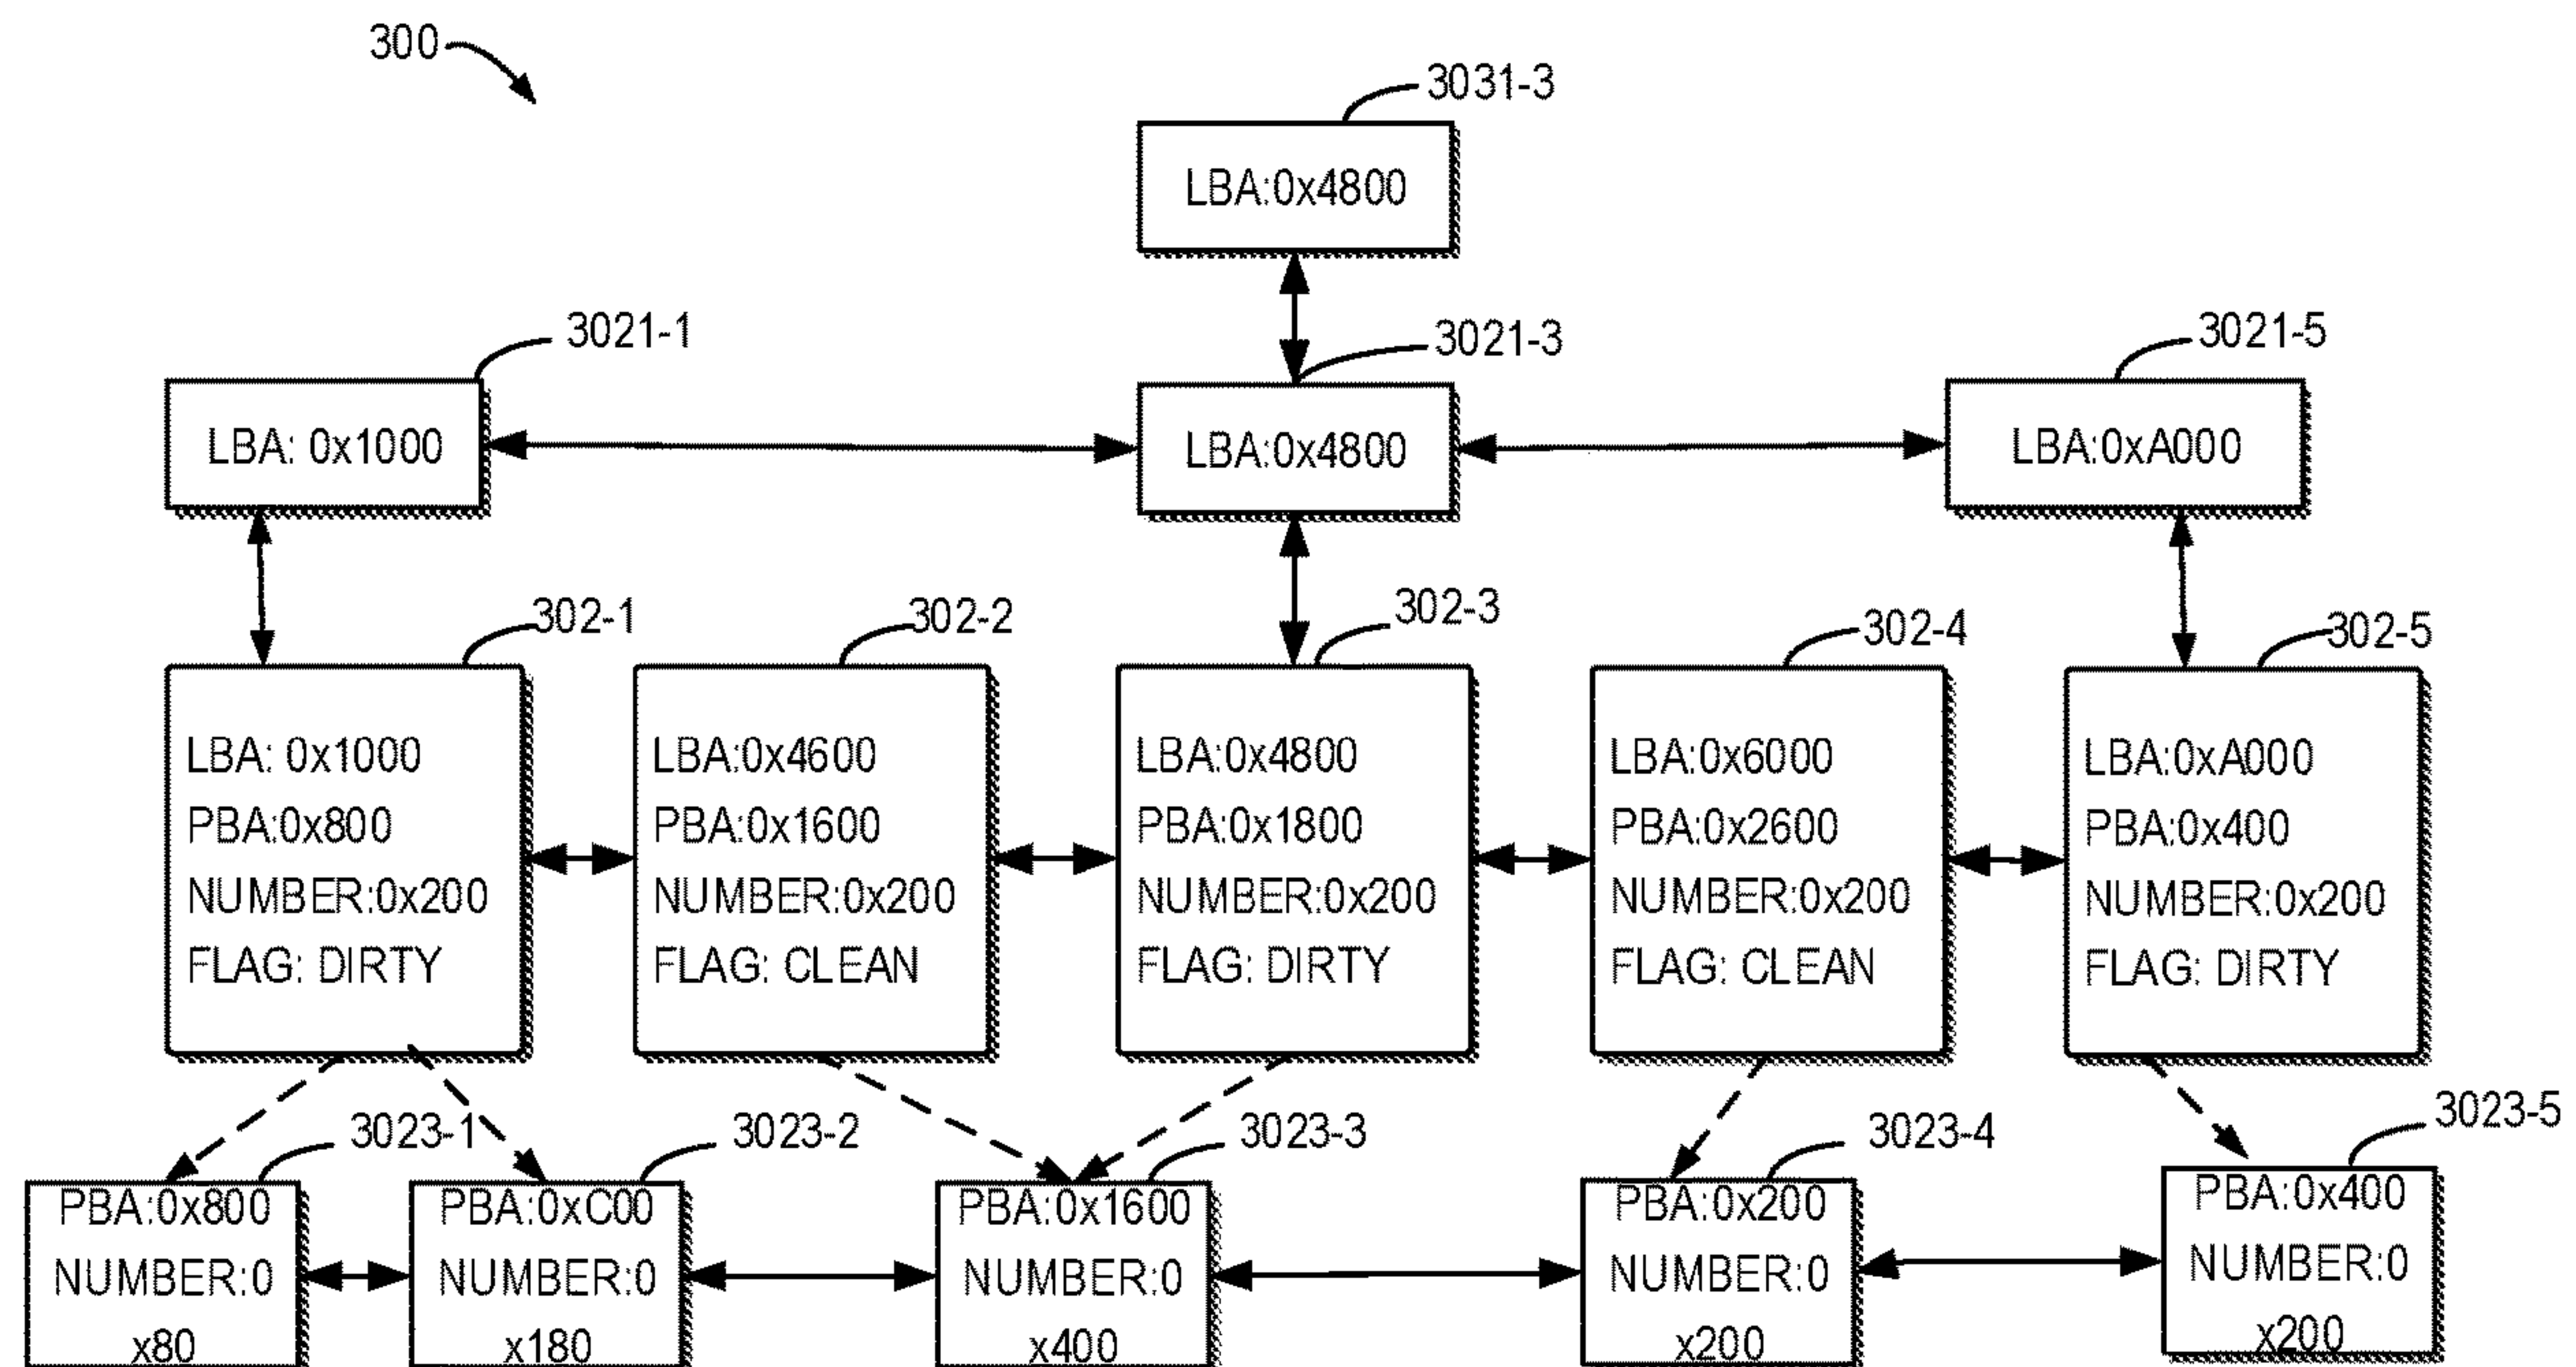 300
3031-3
LBA:0x4800
3021-1
3021-3
3021-5
LBA: 0x1000
LBA:0x4800
LBA:0xA000
302-1
302-2
302-3
302-4
302-5
LBA: 0x1000
PBA:0x800
NUMBER:0x200
FLAG: DIRTY
LBA:0x4600
PBA:0x1600
NUMBER:0x200
FLAG: CLEAN
LBA:0x4800
PBA:0x1800
NUMBER:0x200
FLAG: DIRTY
LBA:0x6000
PBA:0x2600
NUMBER:0x200
FLAG: CLEAN
LBA:0xA000
PBA:0x400
NUMBER:0x200
FLAG: DIRTY
3023-1
3023-2
3023-3
3023-4
3023-5
PBA:0x800
NUMBER:0
x80
PBA:0xC00
NUMBER:0
x180
PBA:0x1600
NUMBER:0
x400
PBA:0x200
NUMBER:0
x200
PBA:0x400
NUMBER:0
x200